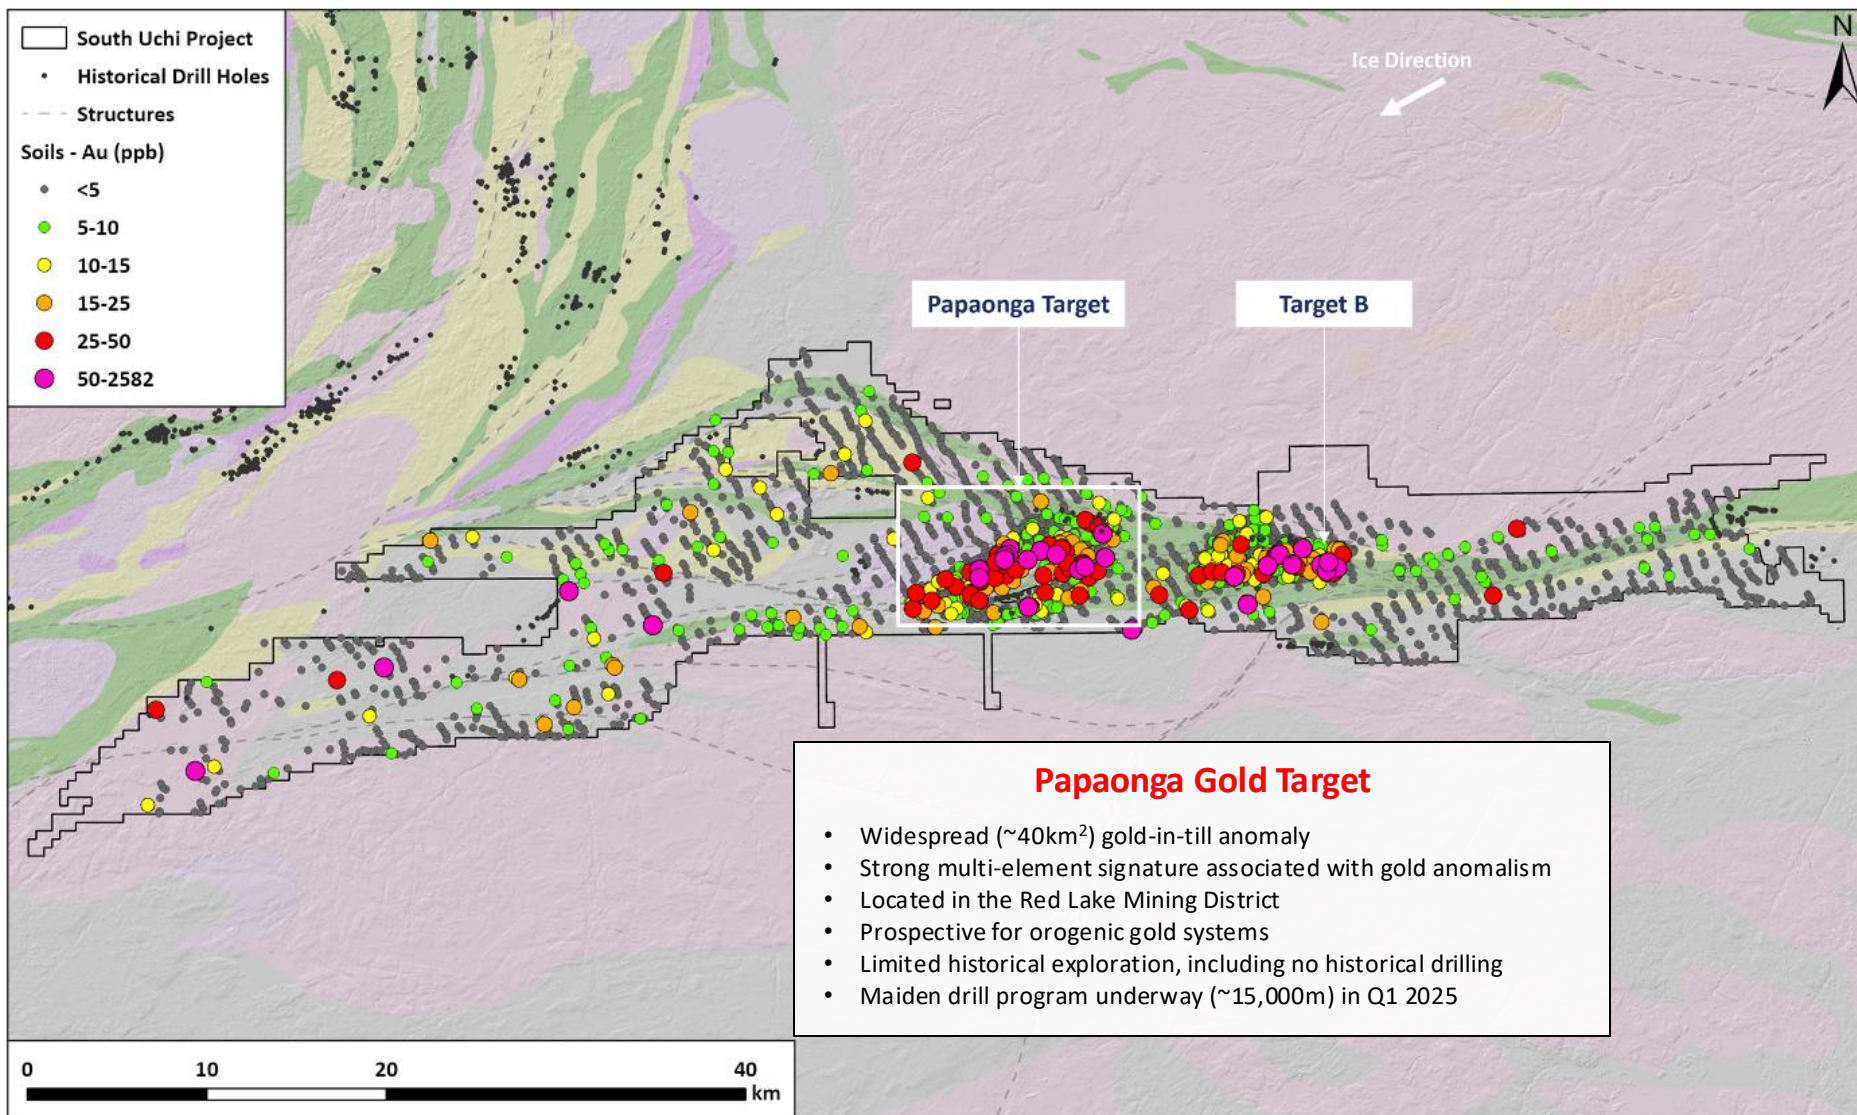 South Uchi Project
Historical Drill Holes
Structures
Soils - Au (ppb)
<5
5-10
10-15
15-25
25-50
50-2582
Ice Direction
N
Papaonga Target
Target B
Papaonga Gold Target
• Widespread (~40km²) gold-in-till anomaly
• Strong multi-element signature associated with gold anomalism
• Located in the Red Lake Mining District
• Prospective for orogenic gold systems
• Limited historical exploration, including no historical drilling
• Maiden drill program underway (~15,000m) in Q1 2025
0 10 20 40
km